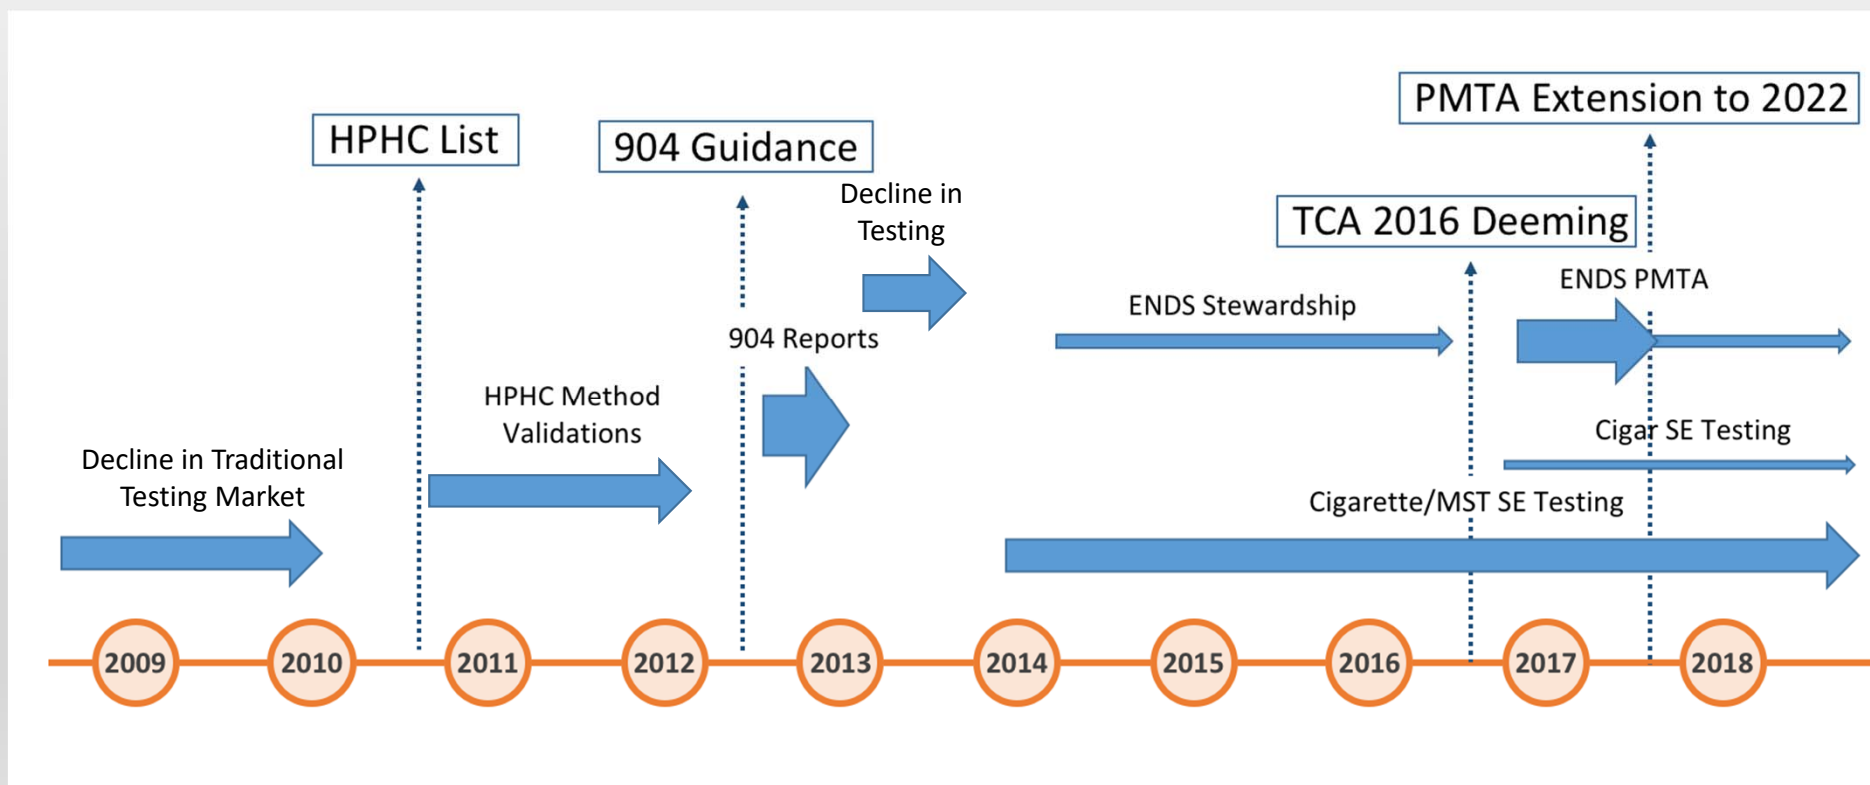 PMTA Extension to 2022
HPHC List
904 Guidance
Decline in
Testing
TCA 2016 Deeming
ENDS PMTA
ENDS Stewardship
904 Reports
HPHC Method
Validations
Cigar SE Testing
Decline in Traditional
Testing Market
Cigarette/MST SE Testing
2009
2010
2011
2012
2013
2014
2015
2016
2017
2018